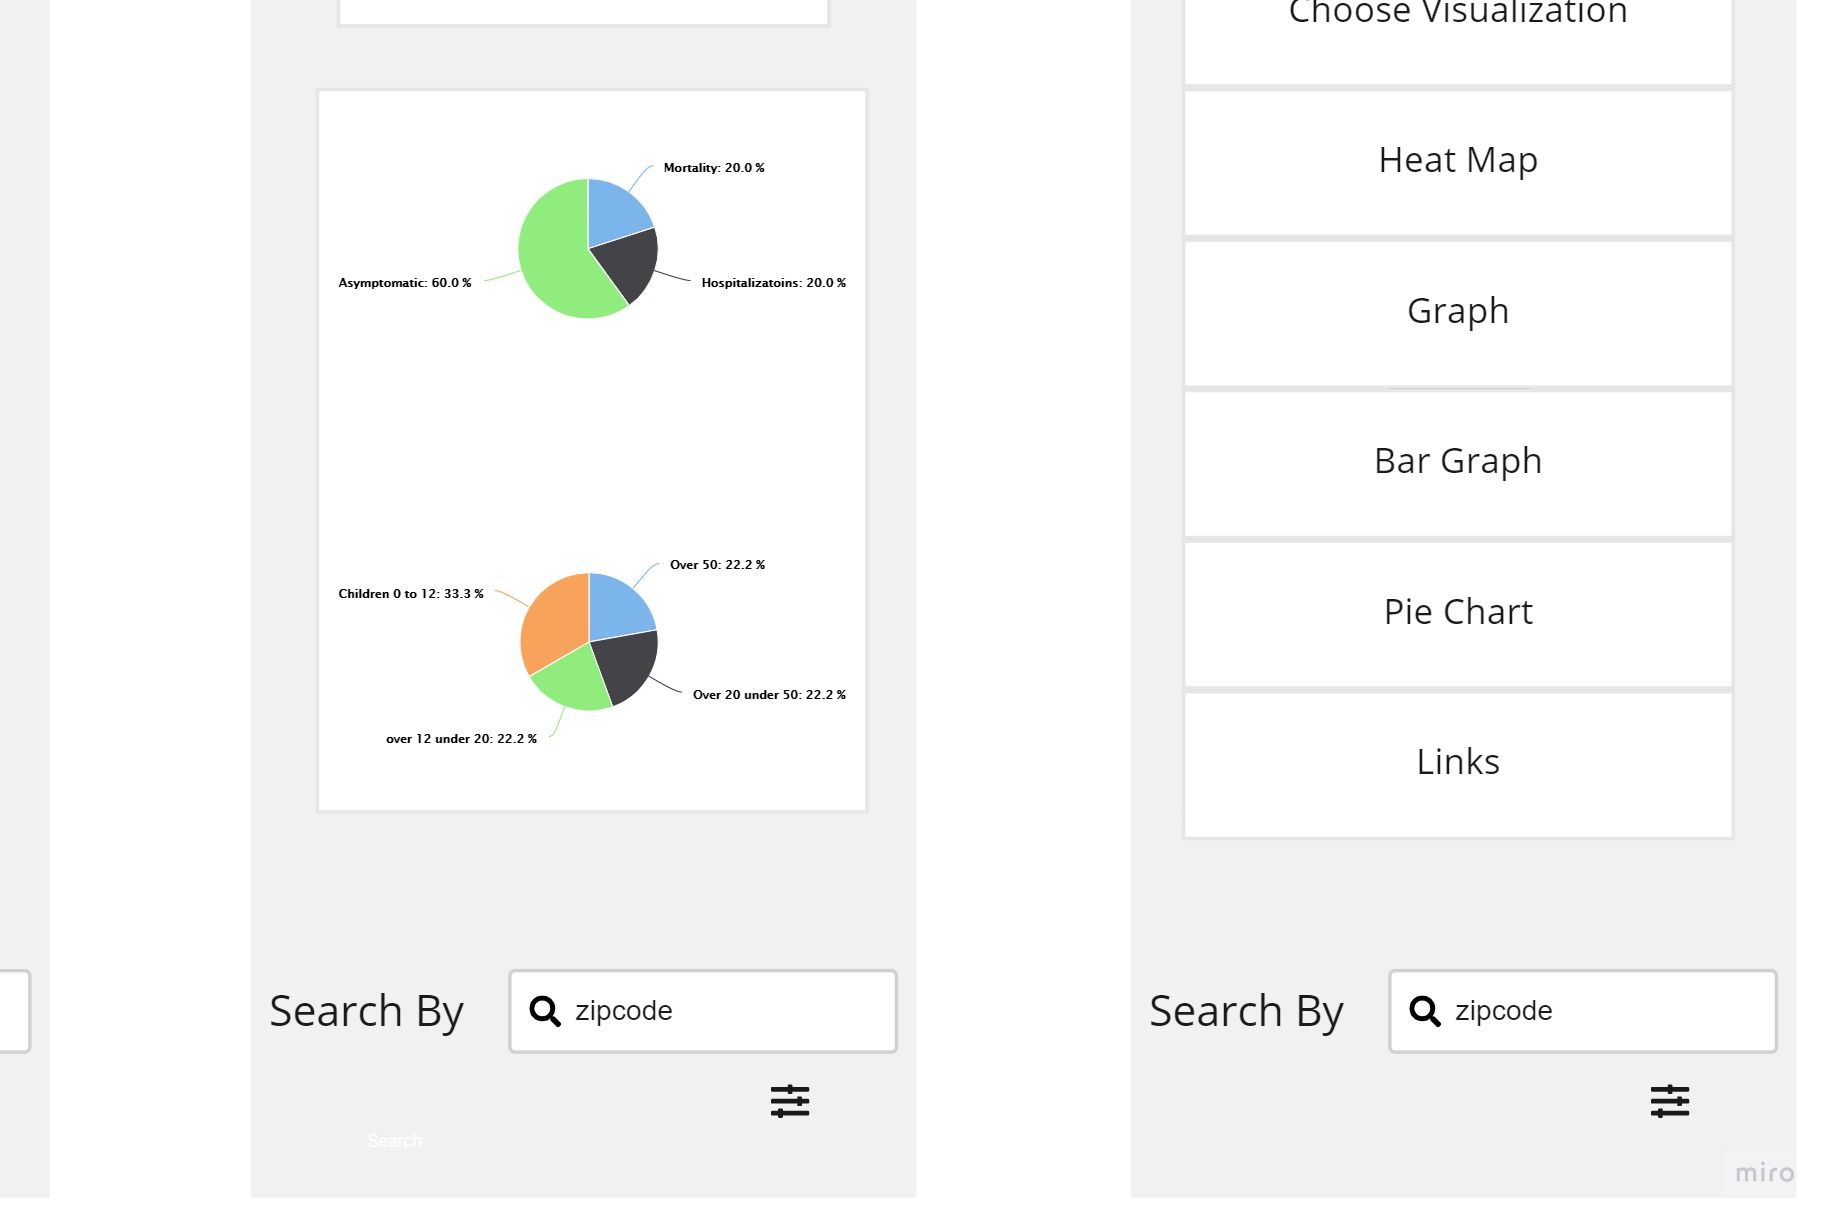 Mortality: 20.0 %
Asymptomatic: 60.0 %
Hospitalizatoins: 20.0 %
Over 50: 22.2 %
Children 0 to 12: 33.3 %
Over 20 under 50: 22.2 %
over 12 under 20: 22.2 %
Search By
zipcode
Search
Choose Visualization
Heat Map
Graph
Bar Graph
Pie Chart
Links
Search By
zipcode
miro